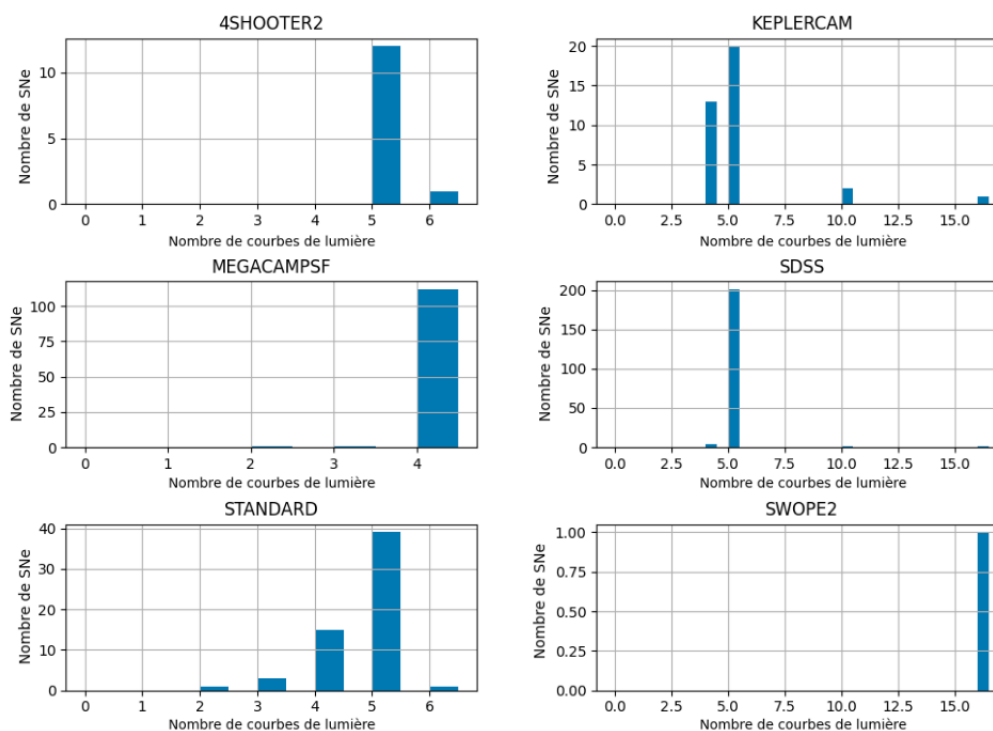 4SHOOTER2
10
5
0
0 1 2 3 4 5 6
Nombre de SNe
Nombre de courbes de lumière
KEPLERCAM
20
15
10
5
0
0.0 2.5 5.0 7.5 10.0 12.5 15.0
Nombre de SNe
Nombre de courbes de lumière
MEGACAMPSF
100
75
50
25
0
0 1 2 3 4
Nombre de SNe
Nombre de courbes de lumière
SDSS
200
150
100
50
0
0.0 2.5 5.0 7.5 10.0 12.5 15.0
Nombre de SNe
Nombre de courbes de lumière
STANDARD
40
30
20
10
0
0 1 2 3 4 5 6
Nombre de SNe
Nombre de courbes de lumière
SWOPE2
1.00
0.75
0.50
0.25
0.00
0.0 2.5 5.0 7.5 10.0 12.5 15.0
Nombre de SNe
Nombre de courbes de lumière